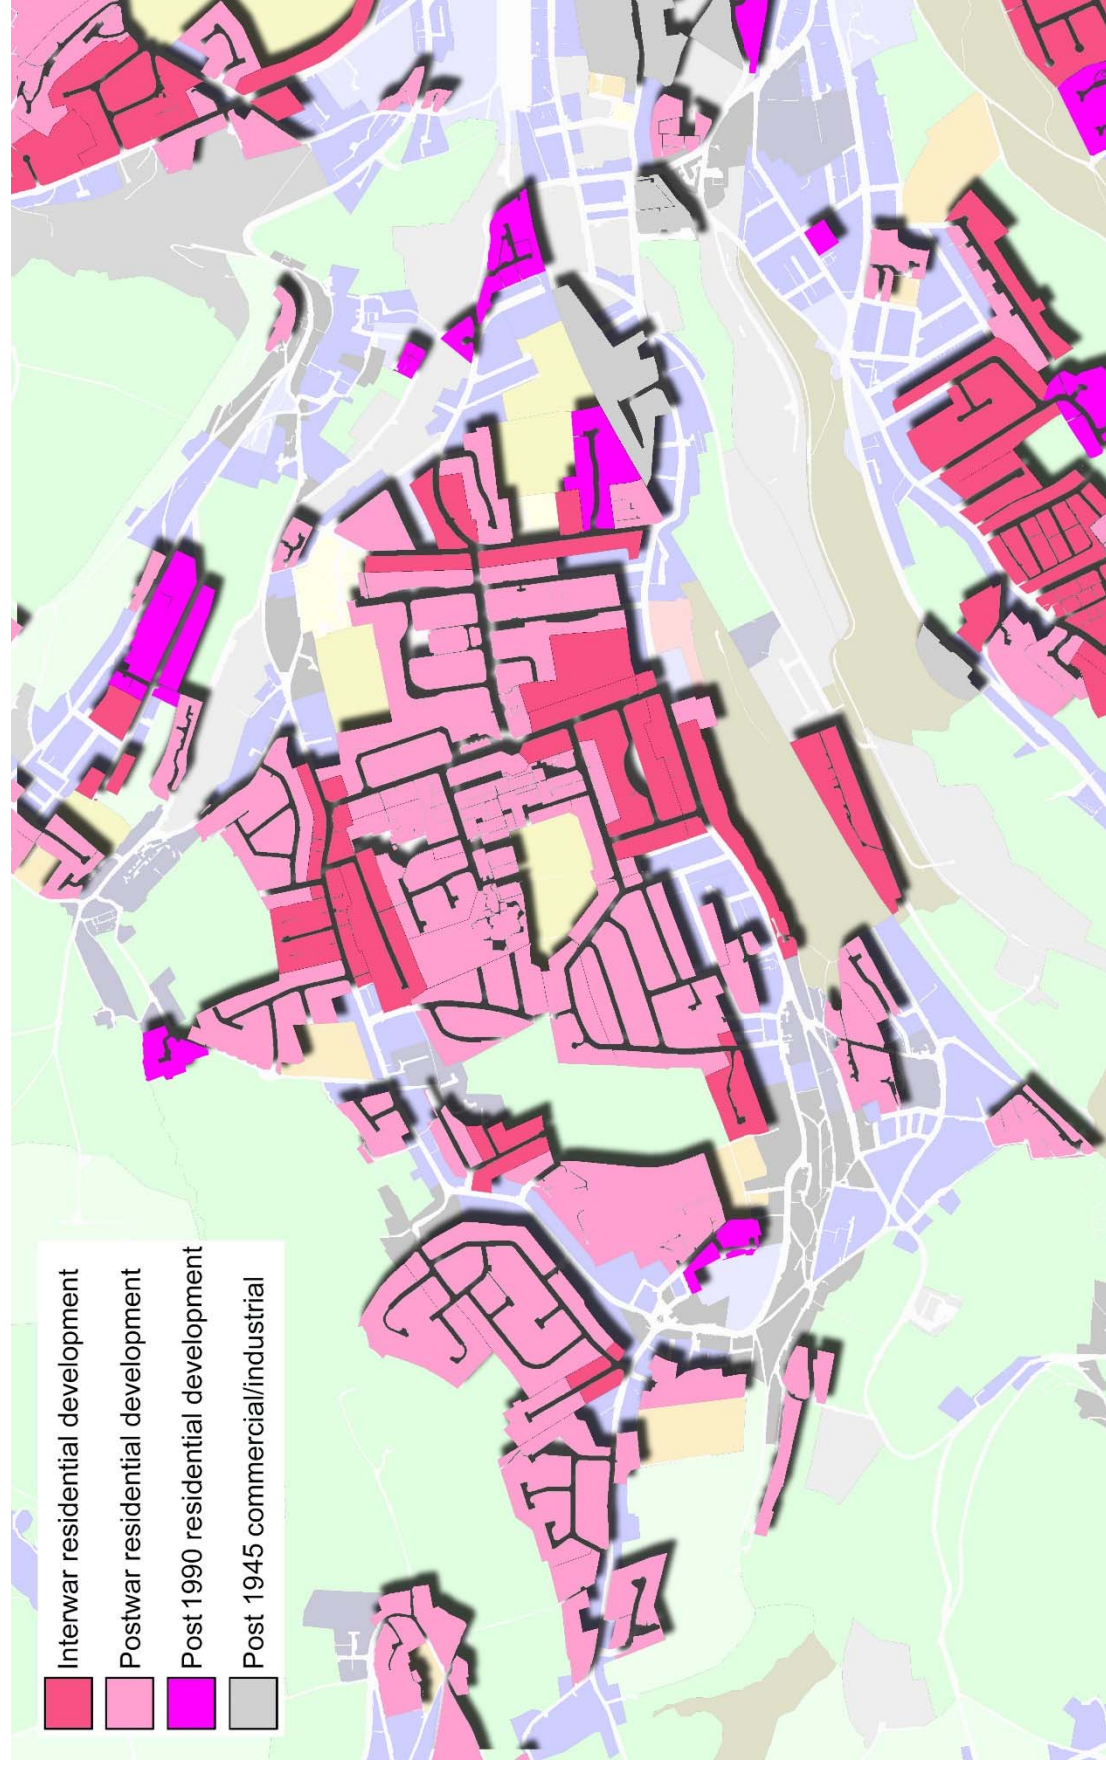 Interwar residential development
Postwar residential development
Post 1990 residential development
Post 1945 commercial/industrial